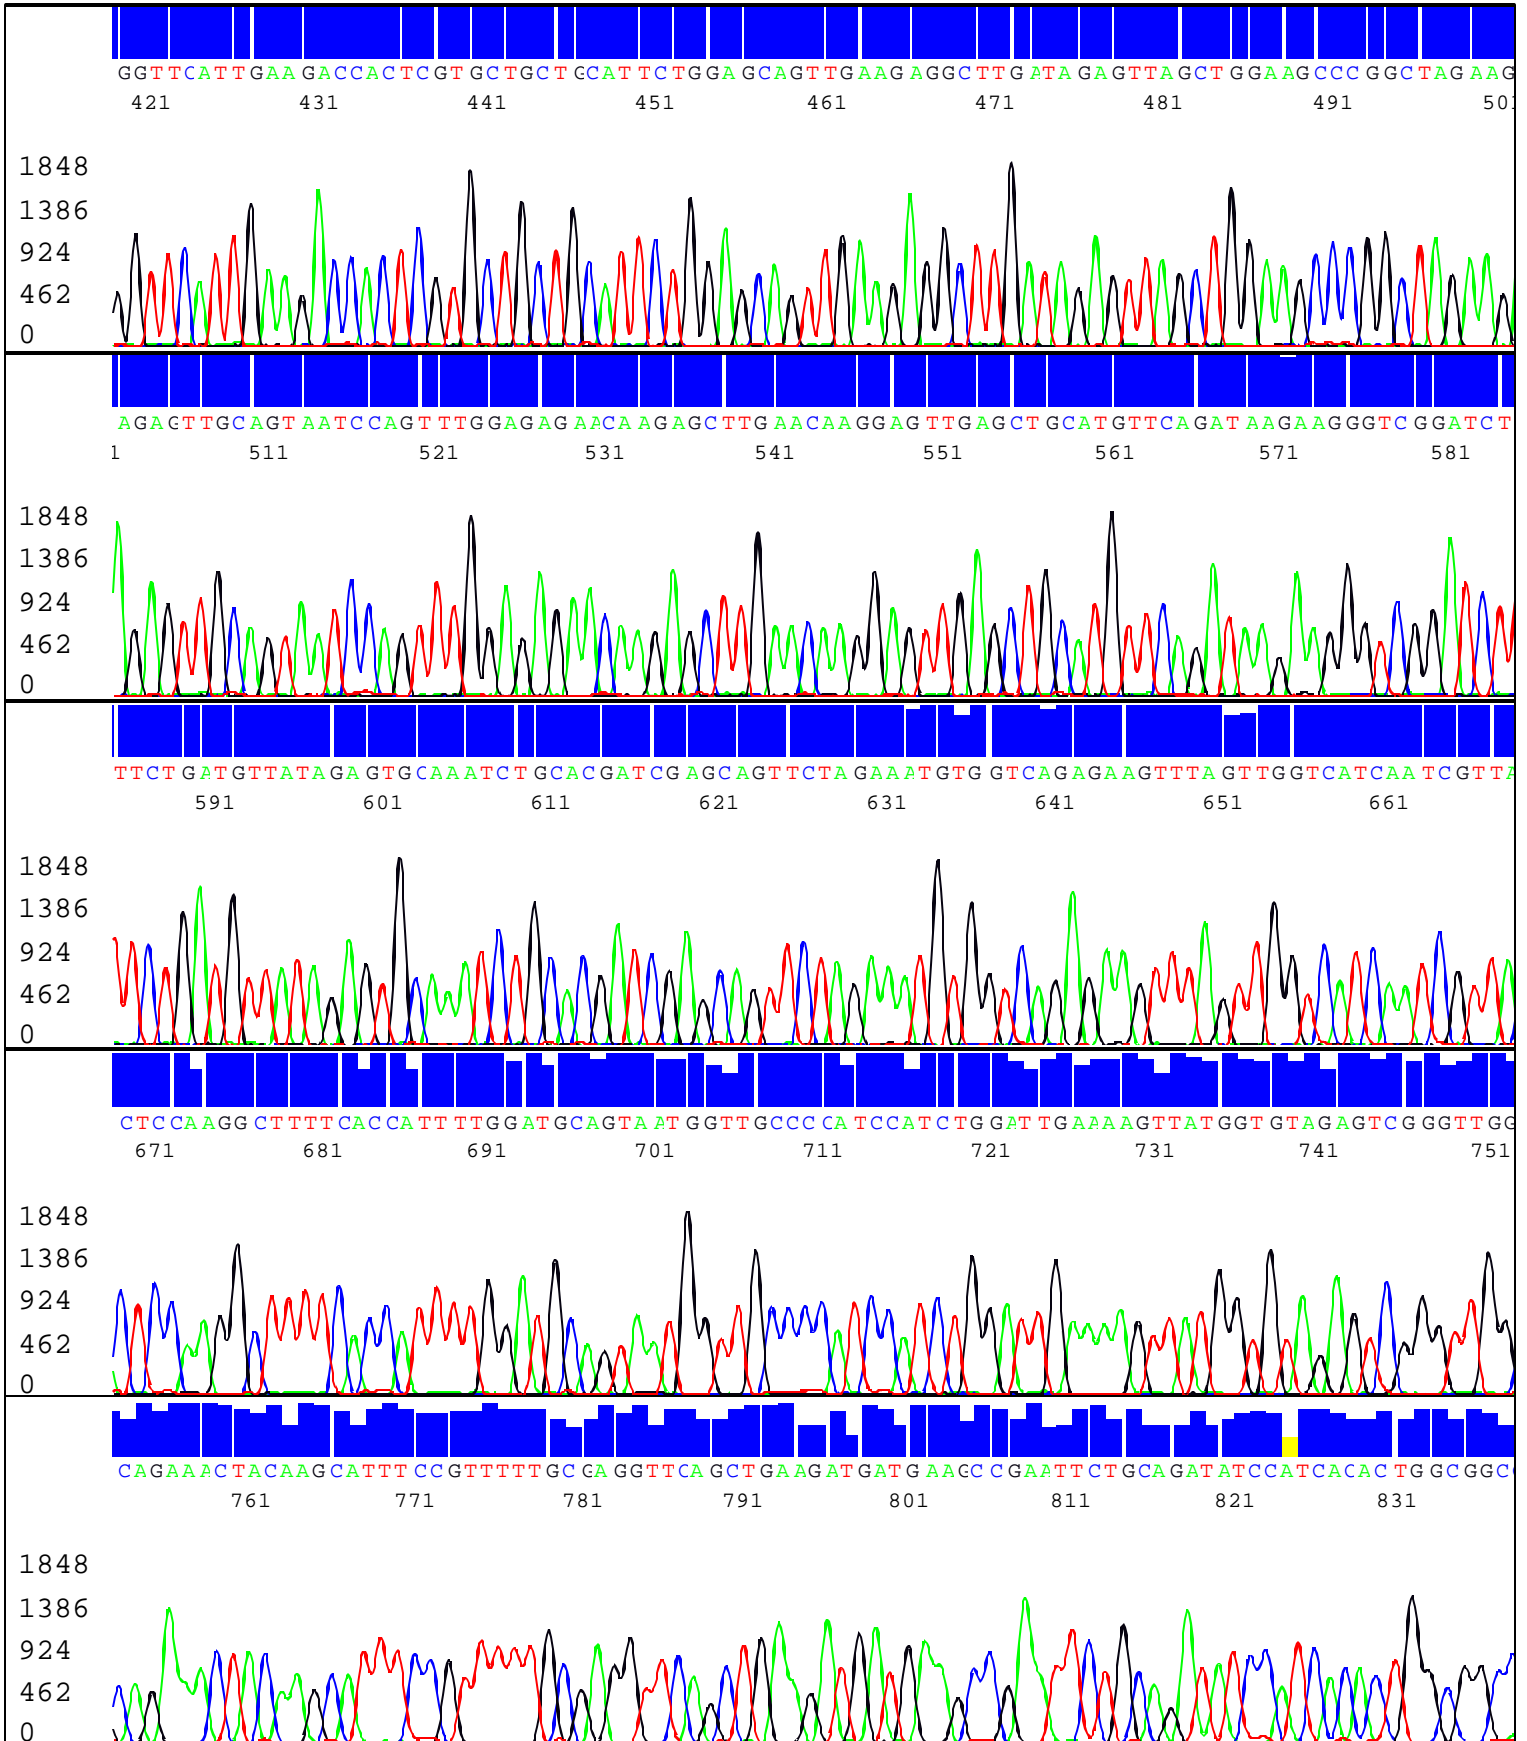 GGTTCATTGAAGACCACTCGTGCTGCTGCATTCTGGAGCAGTTGAAGAGGCTTGATAGAGTTAGCTGGAAGCCCGGCTAGAAG
421 431 441 451 461 471 481 491 501
1848
1386
924
462
0
AGAGTTGCAGTAATCCAGTTTGGAGAGAACAAGAGCTTGAACAAGGAGTTGAGCTGCATGTTCAGATAAGAAGGGTCGGATCT
1 511 521 531 541 551 561 571 581
1848
1386
924
462
0
TTCTGATGTTATAGAGTGCAAATCTGCACGATCGAGCAGTTCTAGAAATGTGGTCAGAGAAGTTTAGTTGGTCATCAATCGTTA
591 601 611 621 631 641 651 661
1848
1386
924
462
0
CTCCAAGGCTTTTCACCATTTTGGATGCAGTAATGGTTGCCCCATCCATCTGGATTGAAAAGTTATGGTGTAGAGTCGGGTTGG
671 681 691 701 711 721 731 741 751
1848
1386
924
462
0
CAGAAACTACAAGCATTTCCGTTTTTGCGAGGTTCAGCTGAAGATGATGAAGCCGAATTCTGCAGATATCCATCACACTGGCGGC
761 771 781 791 801 811 821 831
1848
1386
924
462
0